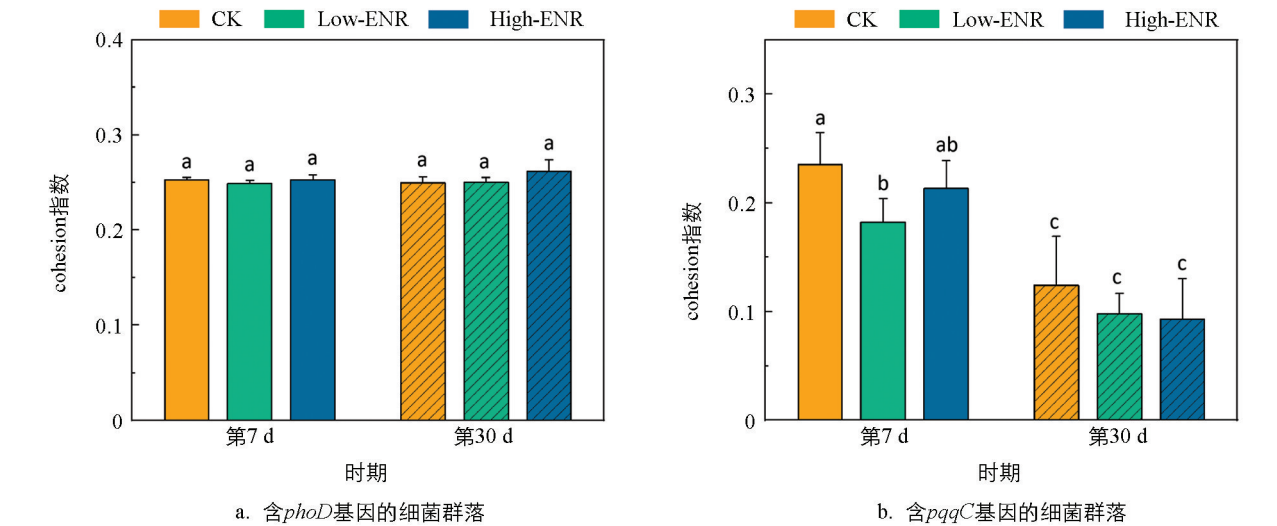 CK Low-ENR High-ENR
0.4
0.3
0.2
0.1
0
cohesion指数
a a a a a a
第7 d 第30 d
时期
a. 含phoD基因的细菌群落
CK Low-ENR High-ENR
0.3
0.2
0.1
0
cohesion指数
a b ab c c c
第7 d 第30 d
时期
b. 含pqqC基因的细菌群落